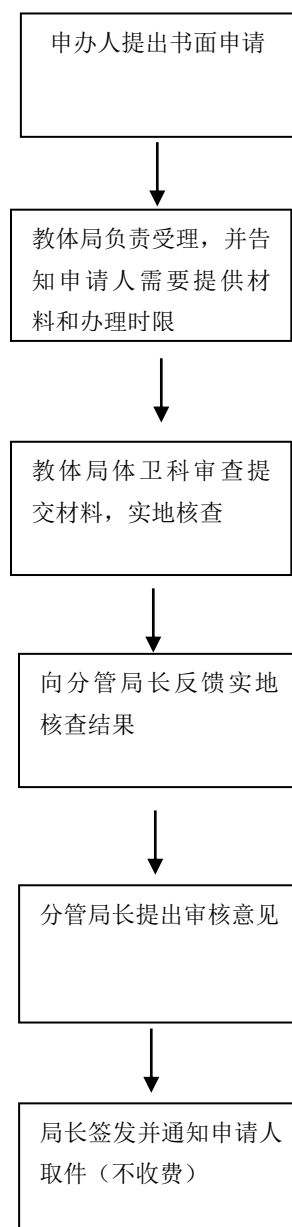 申办人提出书面申请
教体局负责受理，并告
知申请人需要提供材
料和办理时限
教体局体卫科审查提
交材料，实地核查
向分管局长反馈实地
核查结果
分管局长提出审核意见
局长签发并通知申请人
取件（不收费）